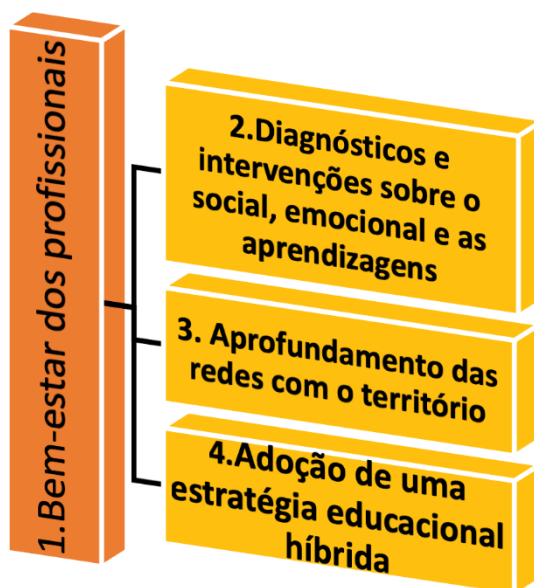 1.Bem-estar dos profissionais
2.Diagnósticos e
intervenções sobre o
social, emocional e as
aprendizagens
3. Aprofundamento das
redes com o território
4.Adoção de uma
estratégia educacional
híbrida